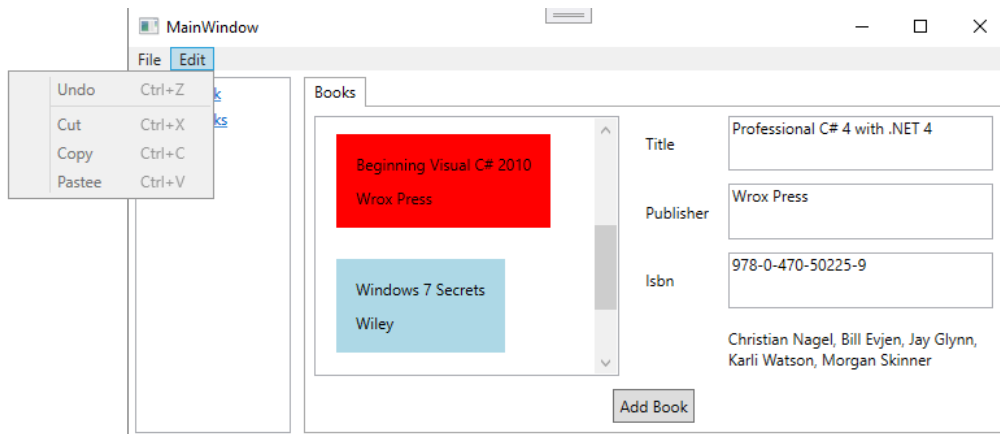 MainWindow
File Edit
Undo Ctrl+Z
Cut Ctrl+X
Copy Ctrl+C
Pastee Ctrl+V
Books
Beginning Visual C# 2010
Wrox Press
Windows 7 Secrets
Wiley
Title
Professional C# 4 with .NET 4
Publisher
Wrox Press
Isbn
978-0-470-50225-9
Christian Nagel, Bill Evjen, Jay Glynn,
Karli Watson, Morgan Skinner
Add Book